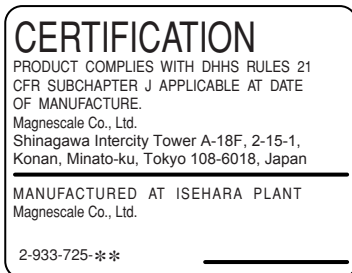 CERTIFICATION
PRODUCT COMPLIES WITH DHHS RULES 21
CFR SUBCHAPTER J APPLICABLE AT DATE
OF MANUFACTURE.
Magnescale Co., Ltd.
Shinagawa Intercity Tower A-18F, 2-15-1,
Konan, Minato-ku, Tokyo 108-6018, Japan
MANUFACTURED AT ISEHARA PLANT
Magnescale Co., Ltd.
2-933-725-**